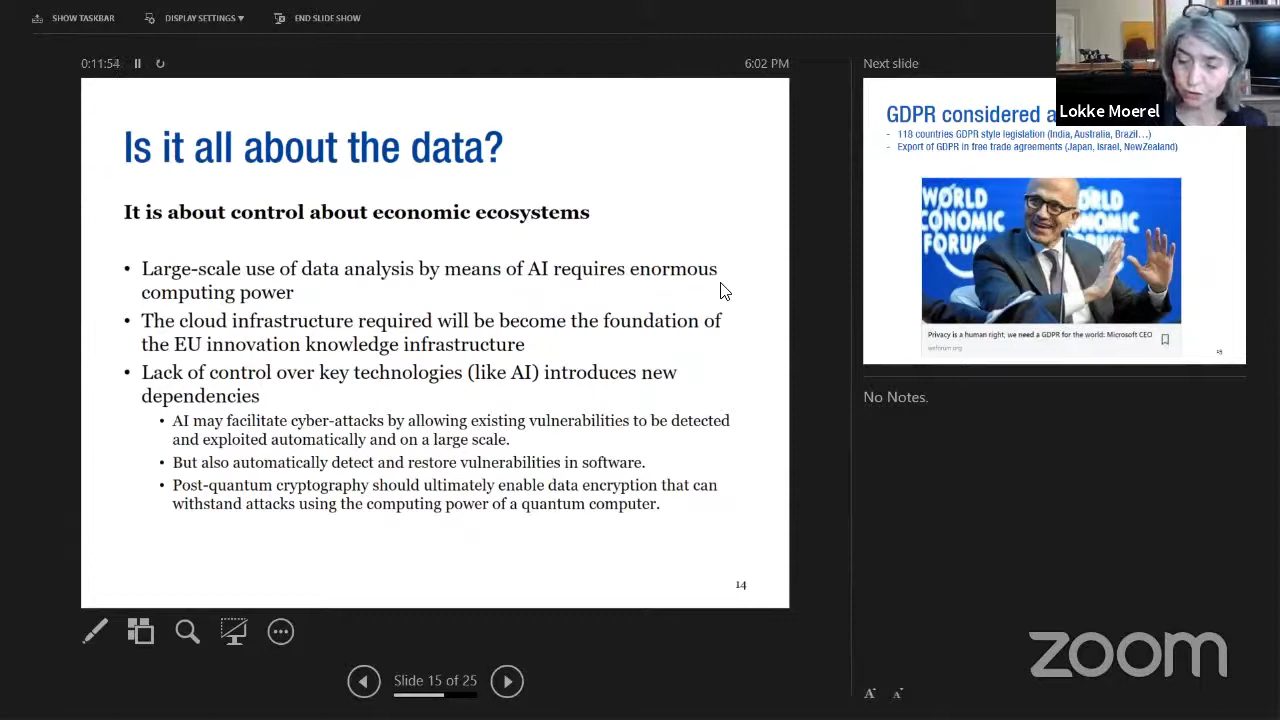 SHOW TASKBAR DISPLAY SETTINGS ▼ END SLIDE SHOW
0:11:54 6:02 PM
Is it all about the data?
It is about control about economic ecosystems
• Large-scale use of data analysis by means of AI requires enormous
computing power
• The cloud infrastructure required will be become the foundation of
the EU innovation knowledge infrastructure
• Lack of control over key technologies (like AI) introduces new
dependencies
• AI may facilitate cyber-attacks by allowing existing vulnerabilities to be detected
and exploited automatically and on a large scale.
• But also automatically detect and restore vulnerabilities in software.
• Post-quantum cryptography should ultimately enable data encryption that can
withstand attacks using the computing power of a quantum computer.
14
Slide 15 of 25
Next slide
Lokke Moerel
GDPR considered a
- 118 countries GDPR style legislation (India, Australia, Brazil...)
- Export of GDPR in free trade agreements (Japan, Israel, NewZealand)
WORLD
ECONOMIC
FORUM
Privacy is a human right, we need a GDPR for the world: Microsoft CEO
weforum.org
15
No Notes.
zoom
A A